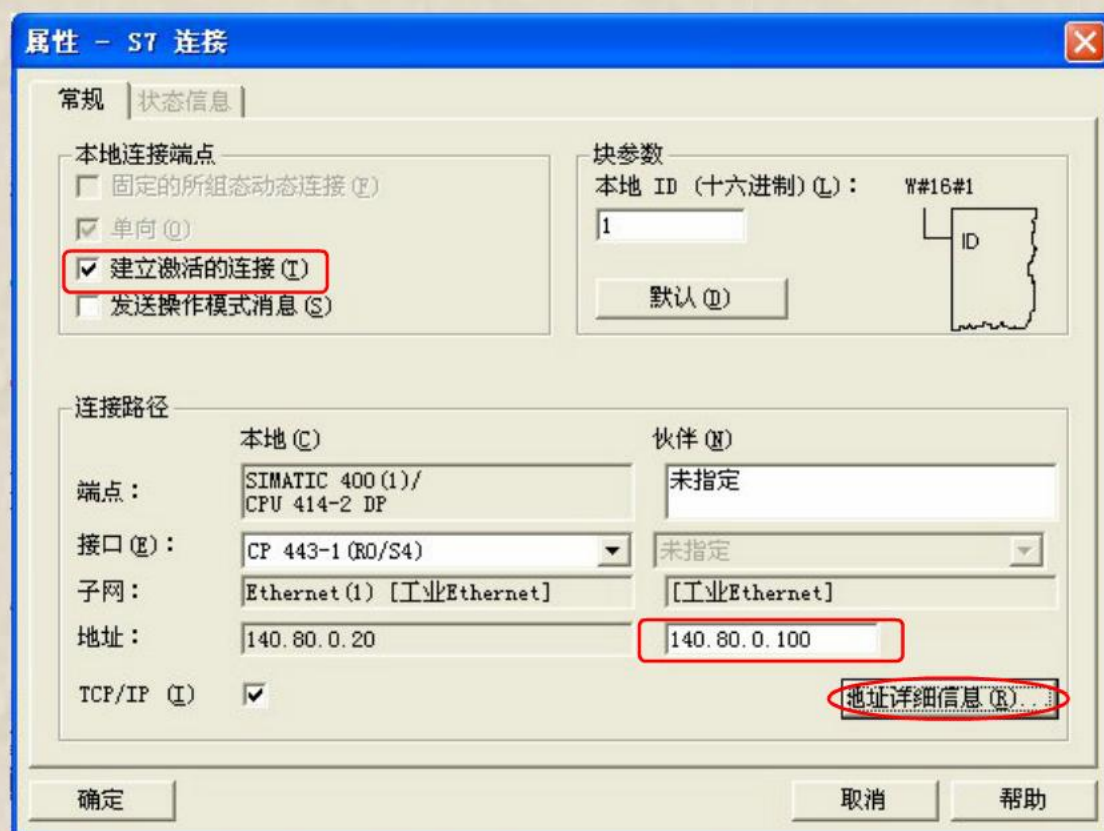 属性 - S7 连接
常规 状态信息
本地连接端点
固定的所组态动态连接(F)
单向(O)
建立激活的连接(T)
发送操作模式消息(S)
块参数
本地 ID (十六进制)(L): W#16#1
1
ID
默认(D)
连接路径
本地(C) 伙伴(N)
端点: SIMATIC 400(1)/ 未指定
CPU 414-2 DP
接口(E): CP 443-1(R0/S4) 未指定
子网: Ethernet(1) [工业Ethernet] [工业Ethernet]
地址: 140.80.0.20 140.80.0.100
TCP/IP (I) 地址详细信息(R)...
确定 取消 帮助